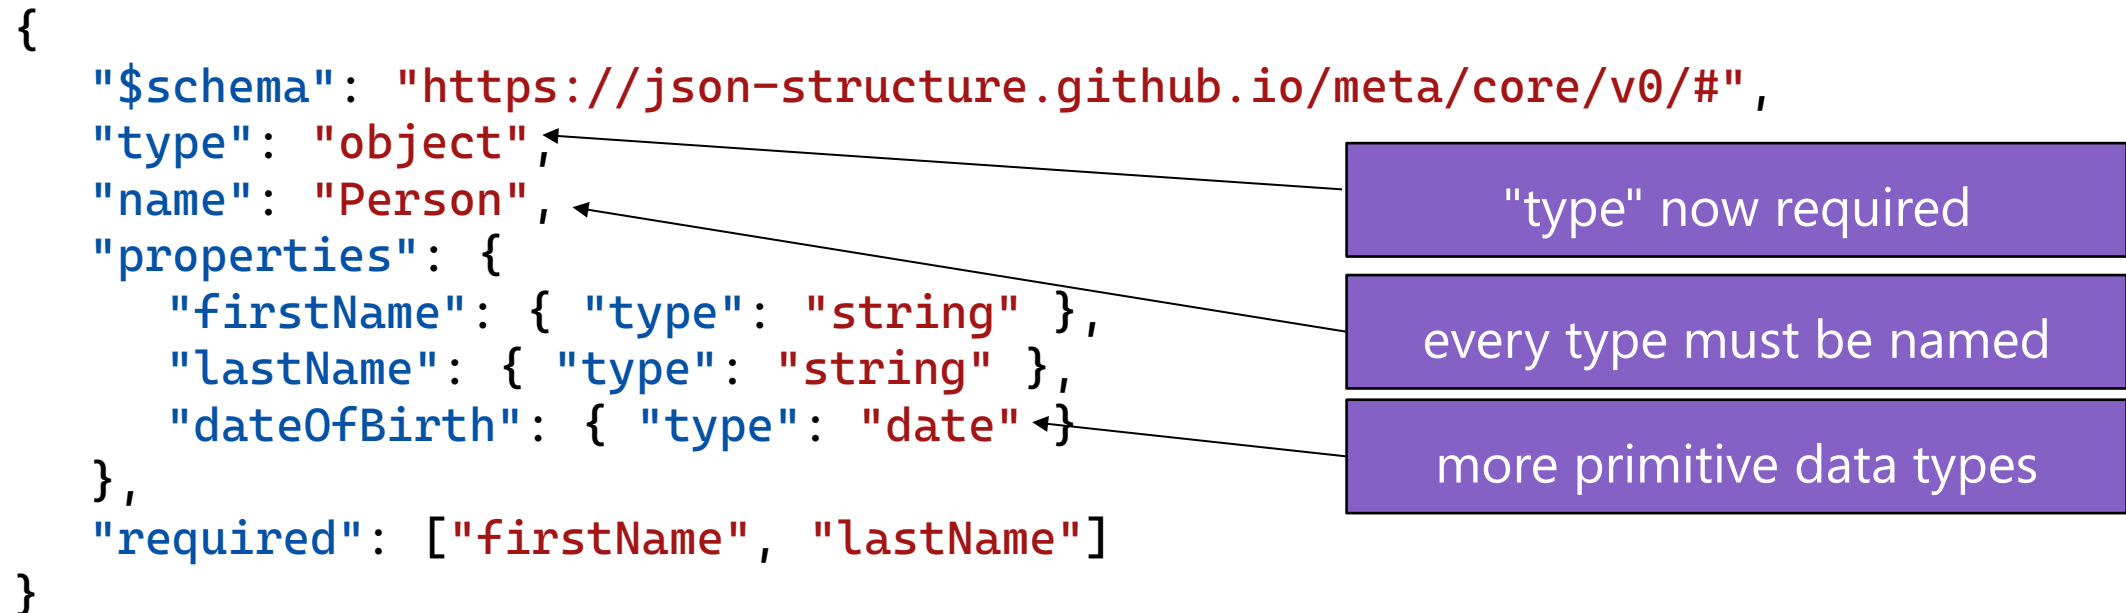 {
"$schema": "https://json-structure.github.io/meta/core/v0/#",
"type": "object",
"name": "Person",
"properties": {
"firstName": { "type": "string" },
"lastName": { "type": "string" },
"dateOfBirth": { "type": "date" }
},
"required": ["firstName", "lastName"]
}
"type" now required
every type must be named
more primitive data types